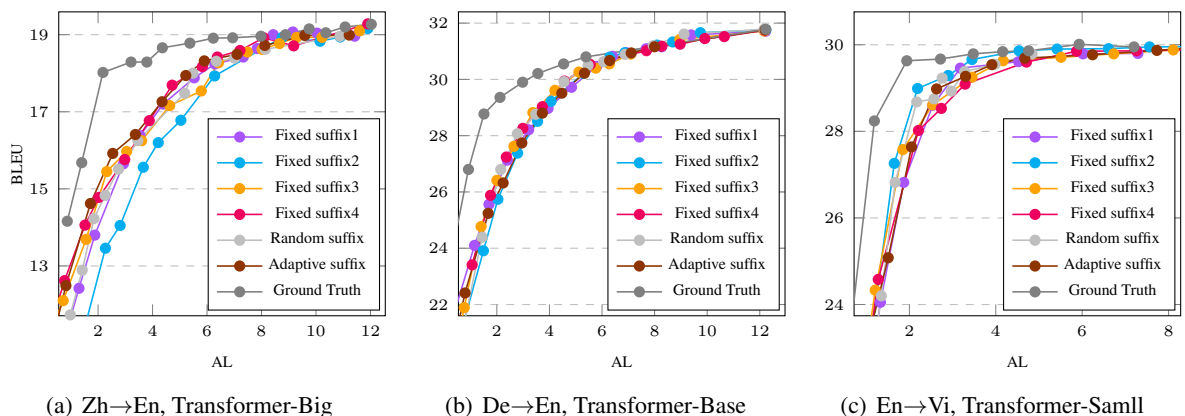 19
17
15
13
BLEU
2 4 6 8 10 12
AL
Fixed suffix1
Fixed suffix2
Fixed suffix3
Fixed suffix4
Random suffix
Adaptive suffix
Ground Truth
(a) Zh→En, Transformer-Big
32
30
28
26
24
22
2 4 6 8 10 12
AL
Fixed suffix1
Fixed suffix2
Fixed suffix3
Fixed suffix4
Random suffix
Adaptive suffix
Ground Truth
(b) De→En, Transformer-Base
30
28
26
24
2 4 6 8
AL
Fixed suffix1
Fixed suffix2
Fixed suffix3
Fixed suffix4
Random suffix
Adaptive suffix
Ground Truth
(c) En→Vi, Transformer-Samll